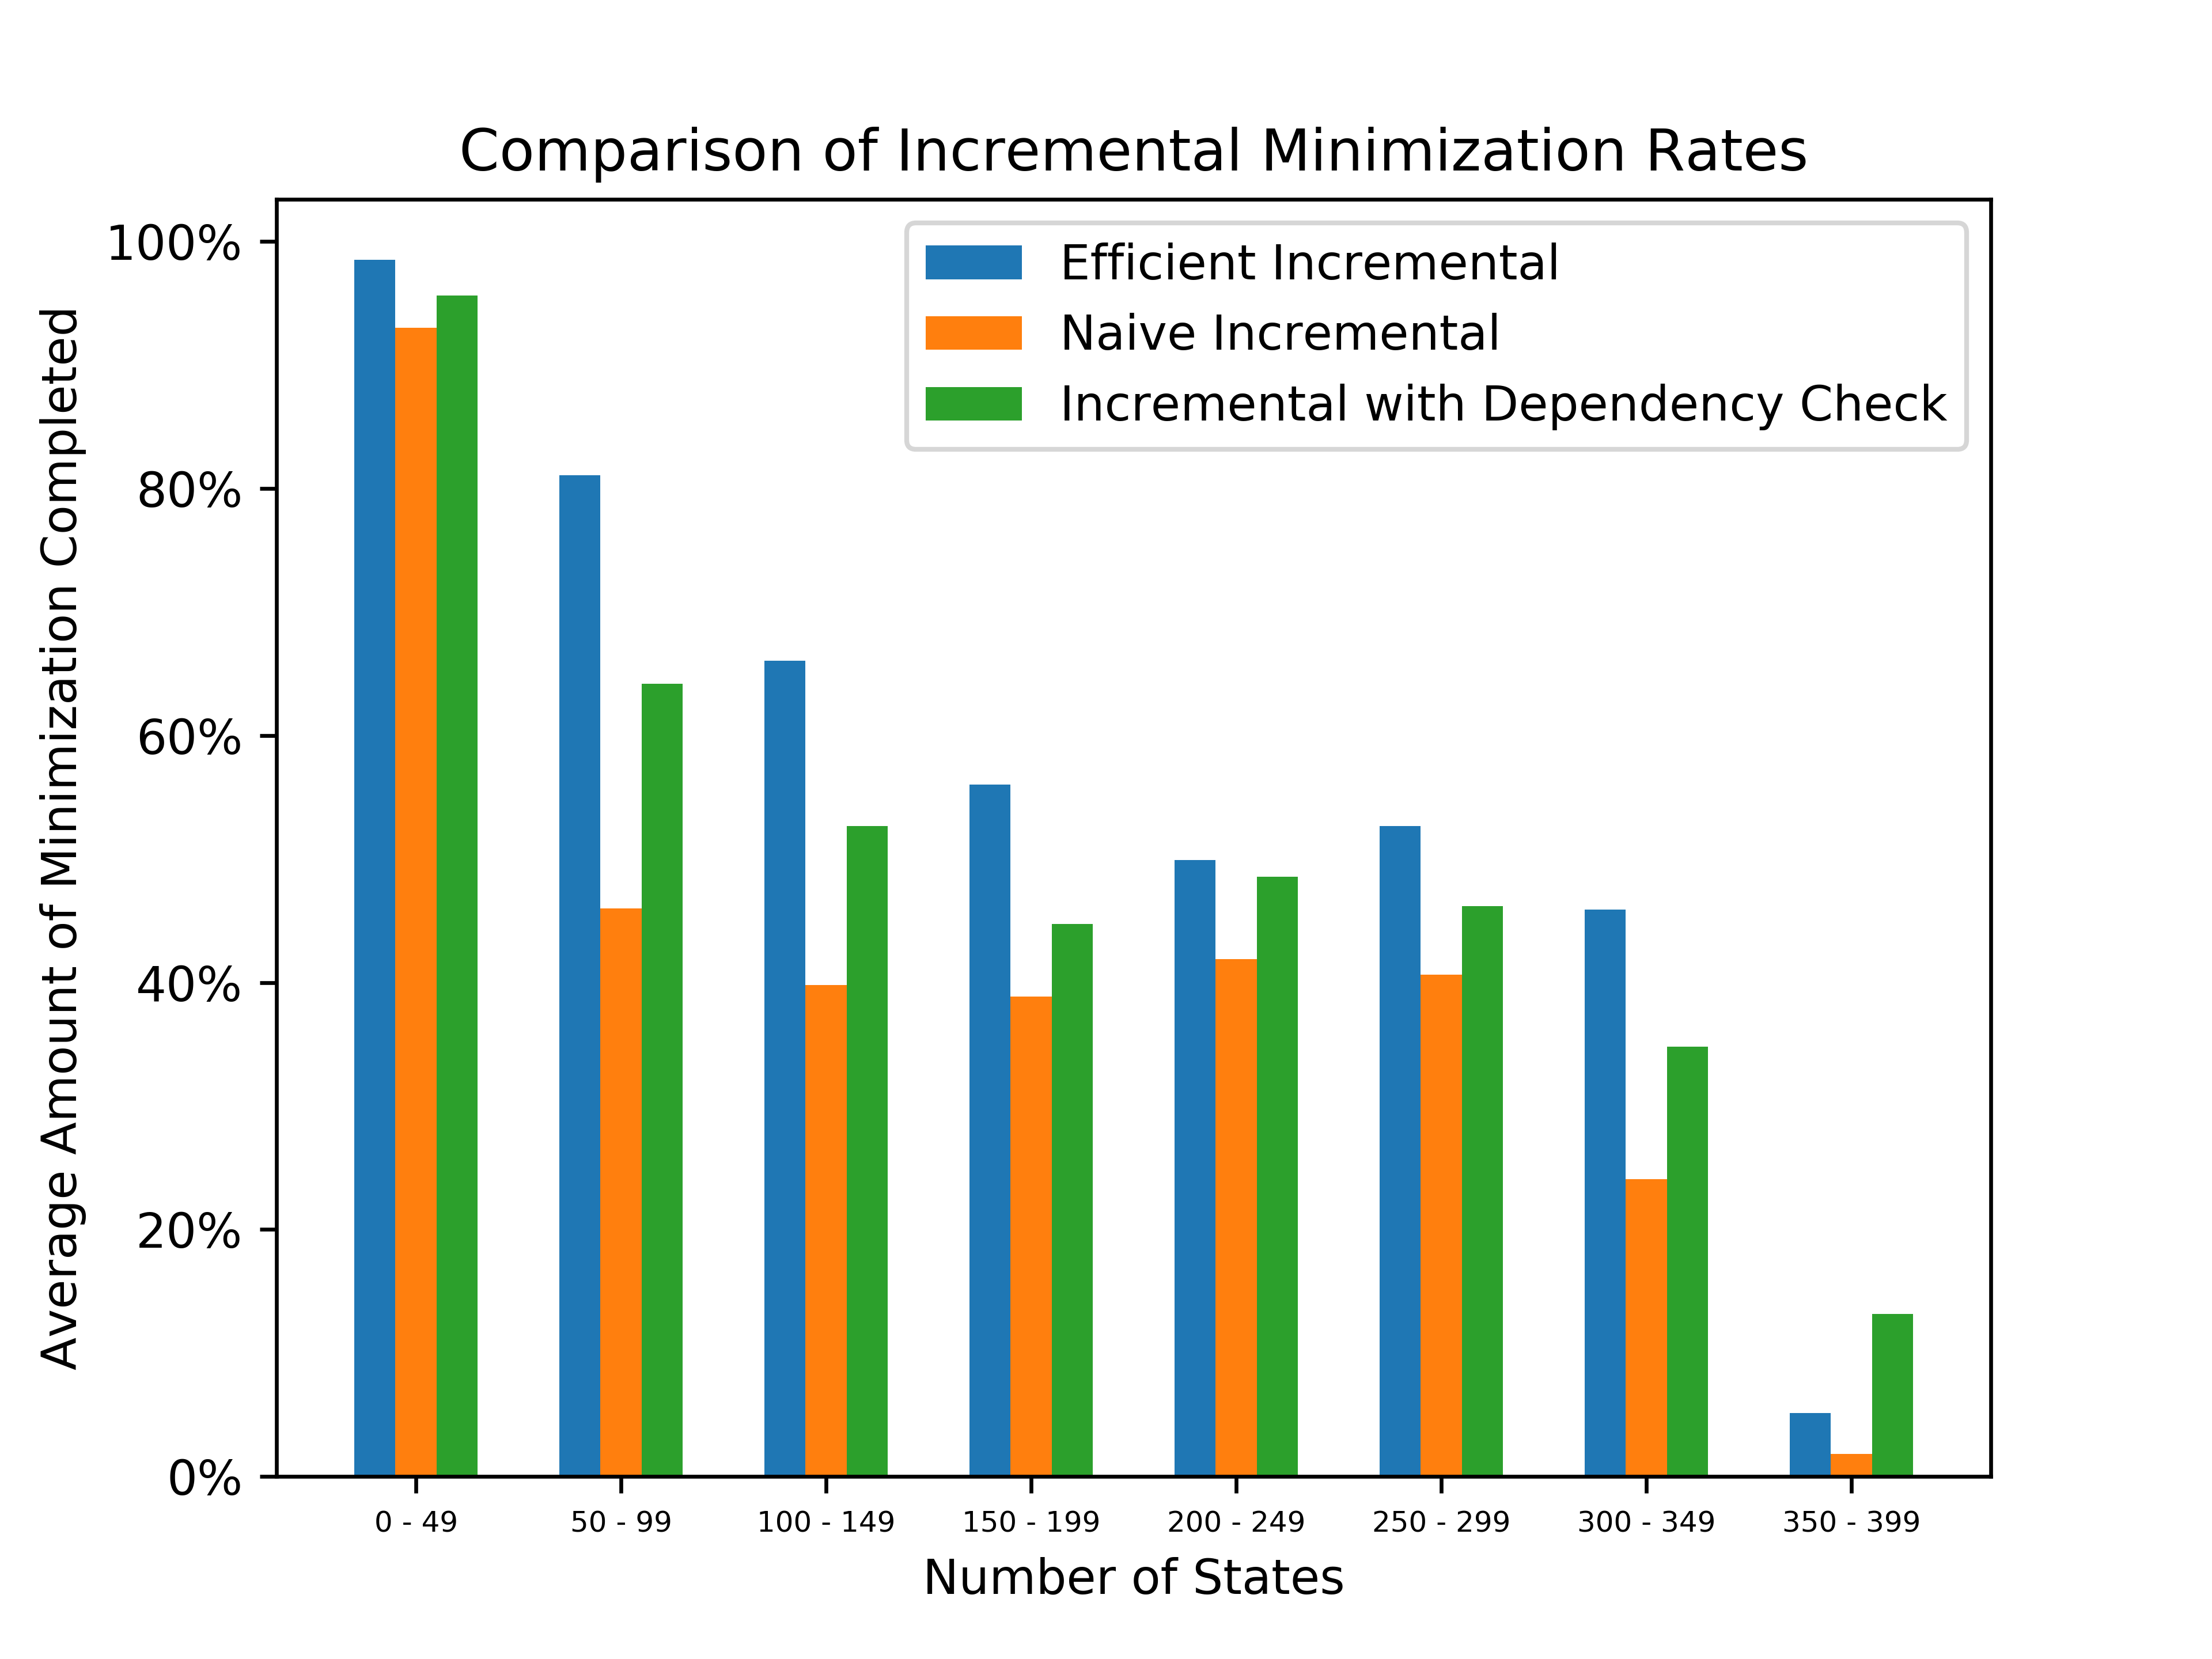 Comparison of Incremental Minimization Rates
Efficient Incremental
Naive Incremental
Incremental with Dependency Check
Average Amount of Minimization Completed
100%
80%
60%
40%
20%
0%
0 - 49 50 - 99 100 - 149 150 - 199 200 - 249 250 - 299 300 - 349 350 - 399
Number of States